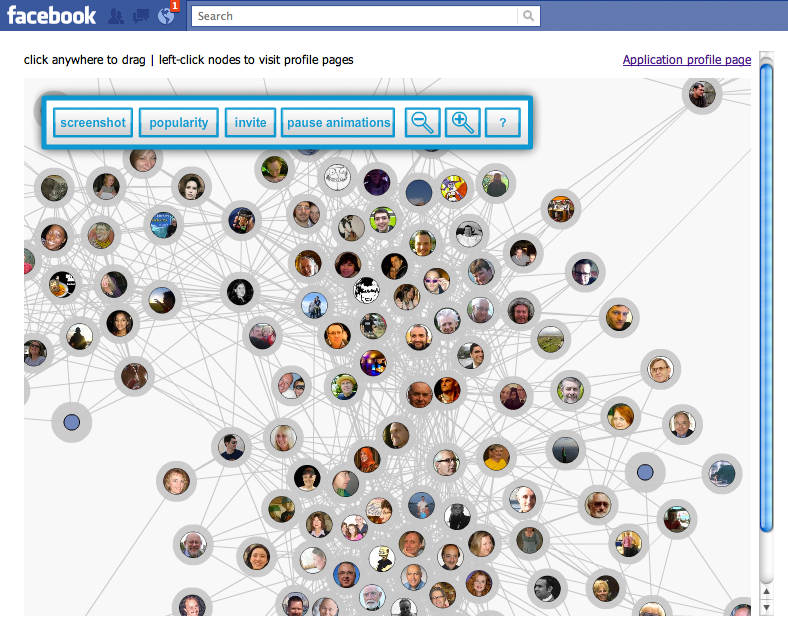 facebook
1
Search
click anywhere to drag | left-click nodes to visit profile pages
Application profile page
screenshot
popularity
invite
pause animations
?